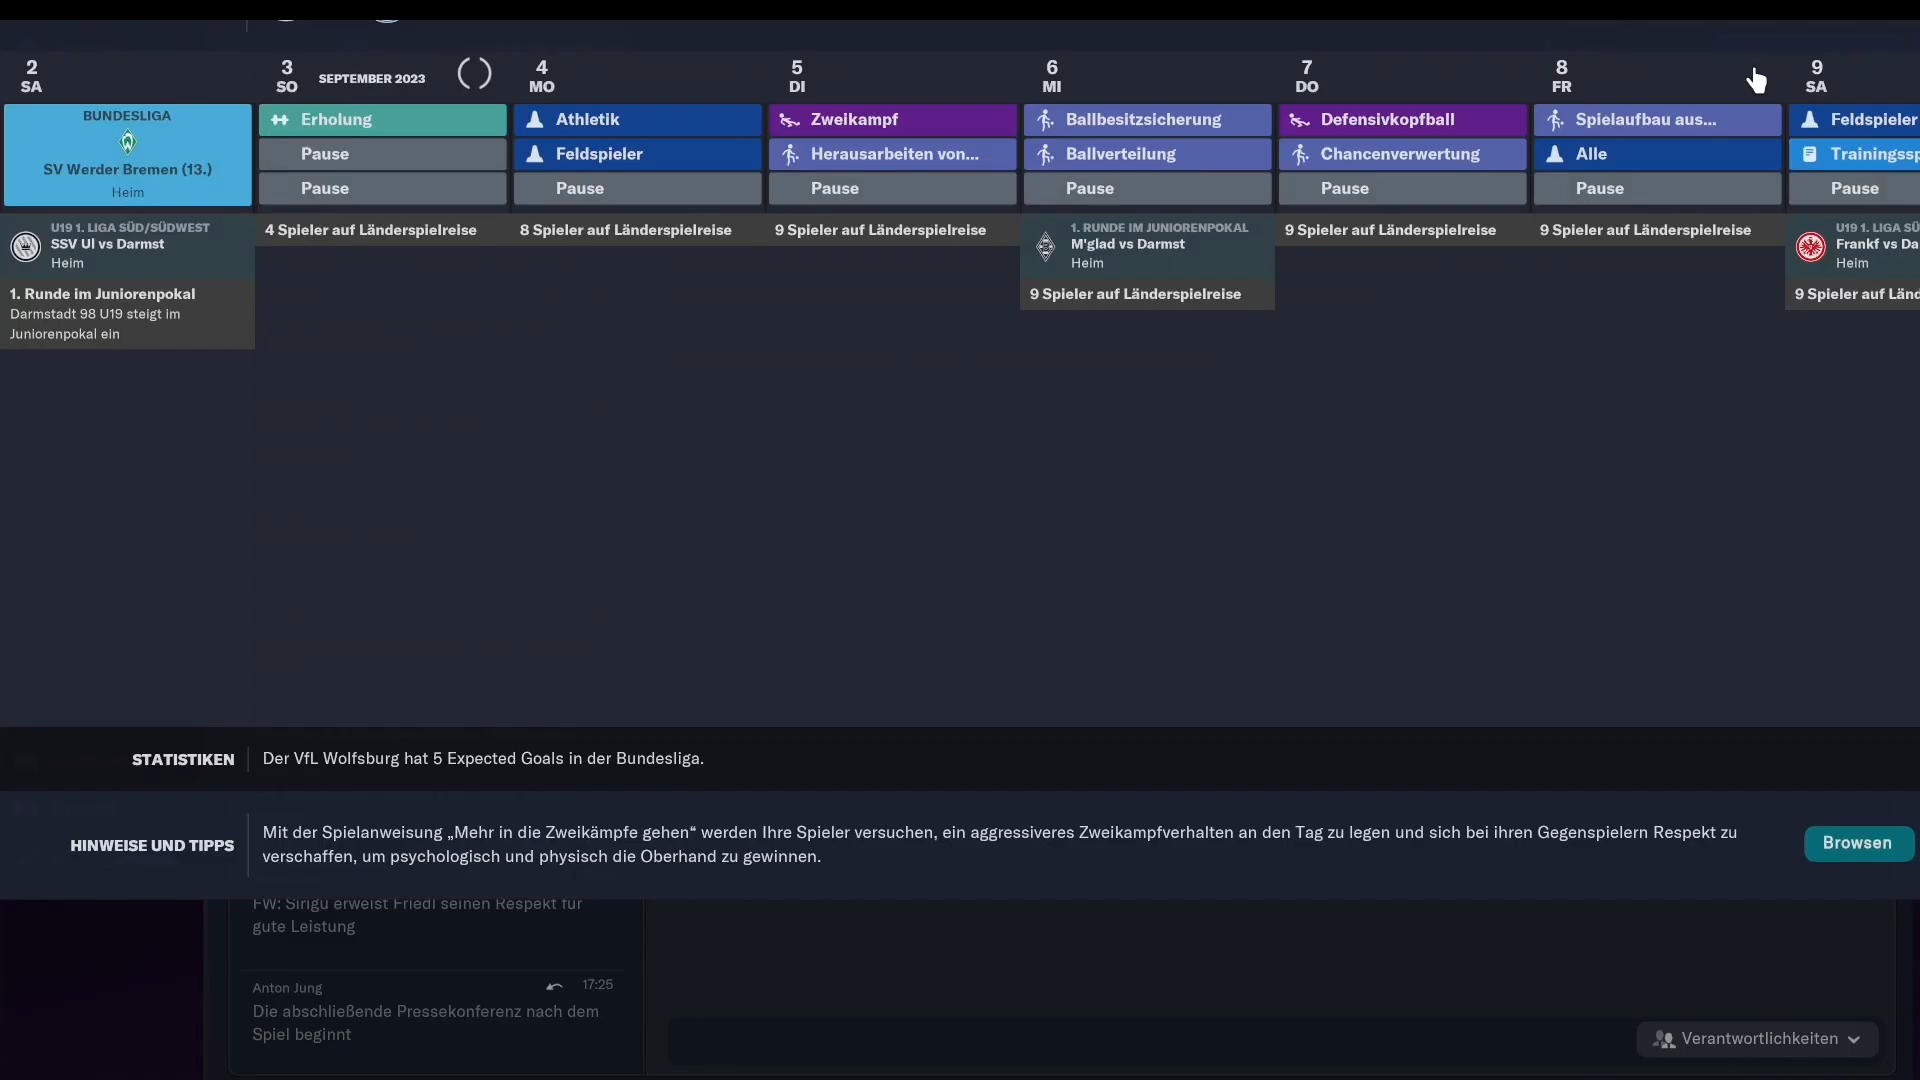 2
SA
3
SO
SEPTEMBER 2023
4
MO
5
DI
6
MI
7
DO
8
FR
9
SA
BUNDESLIGA
SV Werder Bremen (13.)
Heim
Erholung
Pause
Pause
Athletik
Feldspieler
Pause
Zweikampf
Herausarbeiten von...
Pause
Ballbesitzsicherung
Ballverteilung
Pause
Defensivkopfball
Chancenverwertung
Pause
Spielaufbau aus...
Alle
Pause
Feldspieler
Trainingssp
Pause
U19 1. LIGA SÜD/SÜDWEST
SSV Ul vs Darmst
Heim
1. Runde im Juniorenpokal
Darmstadt 98 U19 steigt im
Juniorenpokal ein
4 Spieler auf Länderspielreise
8 Spieler auf Länderspielreise
9 Spieler auf Länderspielreise
1. RUNDE IM JUNIORENPOKAL
M'glad vs Darmst
Heim
9 Spieler auf Länderspielreise
9 Spieler auf Länderspielreise
9 Spieler auf Länderspielreise
U19 1. LIGA SÜ
Frankf vs Da
Heim
9 Spieler auf Länd
STATISTIKEN
Der VfL Wolfsburg hat 5 Expected Goals in der Bundesliga.
HINWEISE UND TIPPS
Mit der Spielanweisung „Mehr in die Zweikämpfe gehen“ werden Ihre Spieler versuchen, ein aggressiveres Zweikampfverhalten an den Tag zu legen und sich bei ihren Gegenspielern Respekt zu
verschaffen, um psychologisch und physisch die Oberhand zu gewinnen.
Browsen
FW: Sirigu erweist Friedl seinen Respekt für
gute Leistung
Anton Jung
17:25
Die abschließende Pressekonferenz nach dem
Spiel beginnt
Verantwortlichkeiten